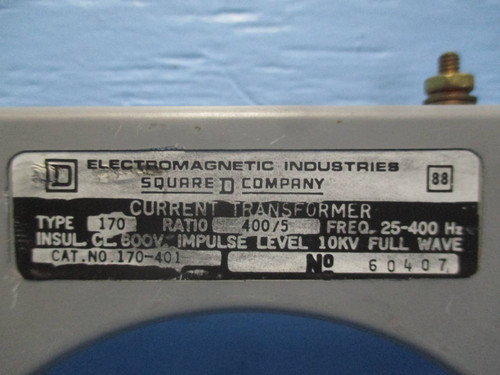 D ELECTROMAGNETIC INDUSTRIES 88
SQUARE D COMPANY
CURRENT TRANSFORMER
TYPE 170 RATIO 400/5 FREQ. 25-400 Hz
INSUL. CL. 600V, IMPULSE LEVEL 10KV FULL WAVE
CAT.NO.170-401 Nº 60407